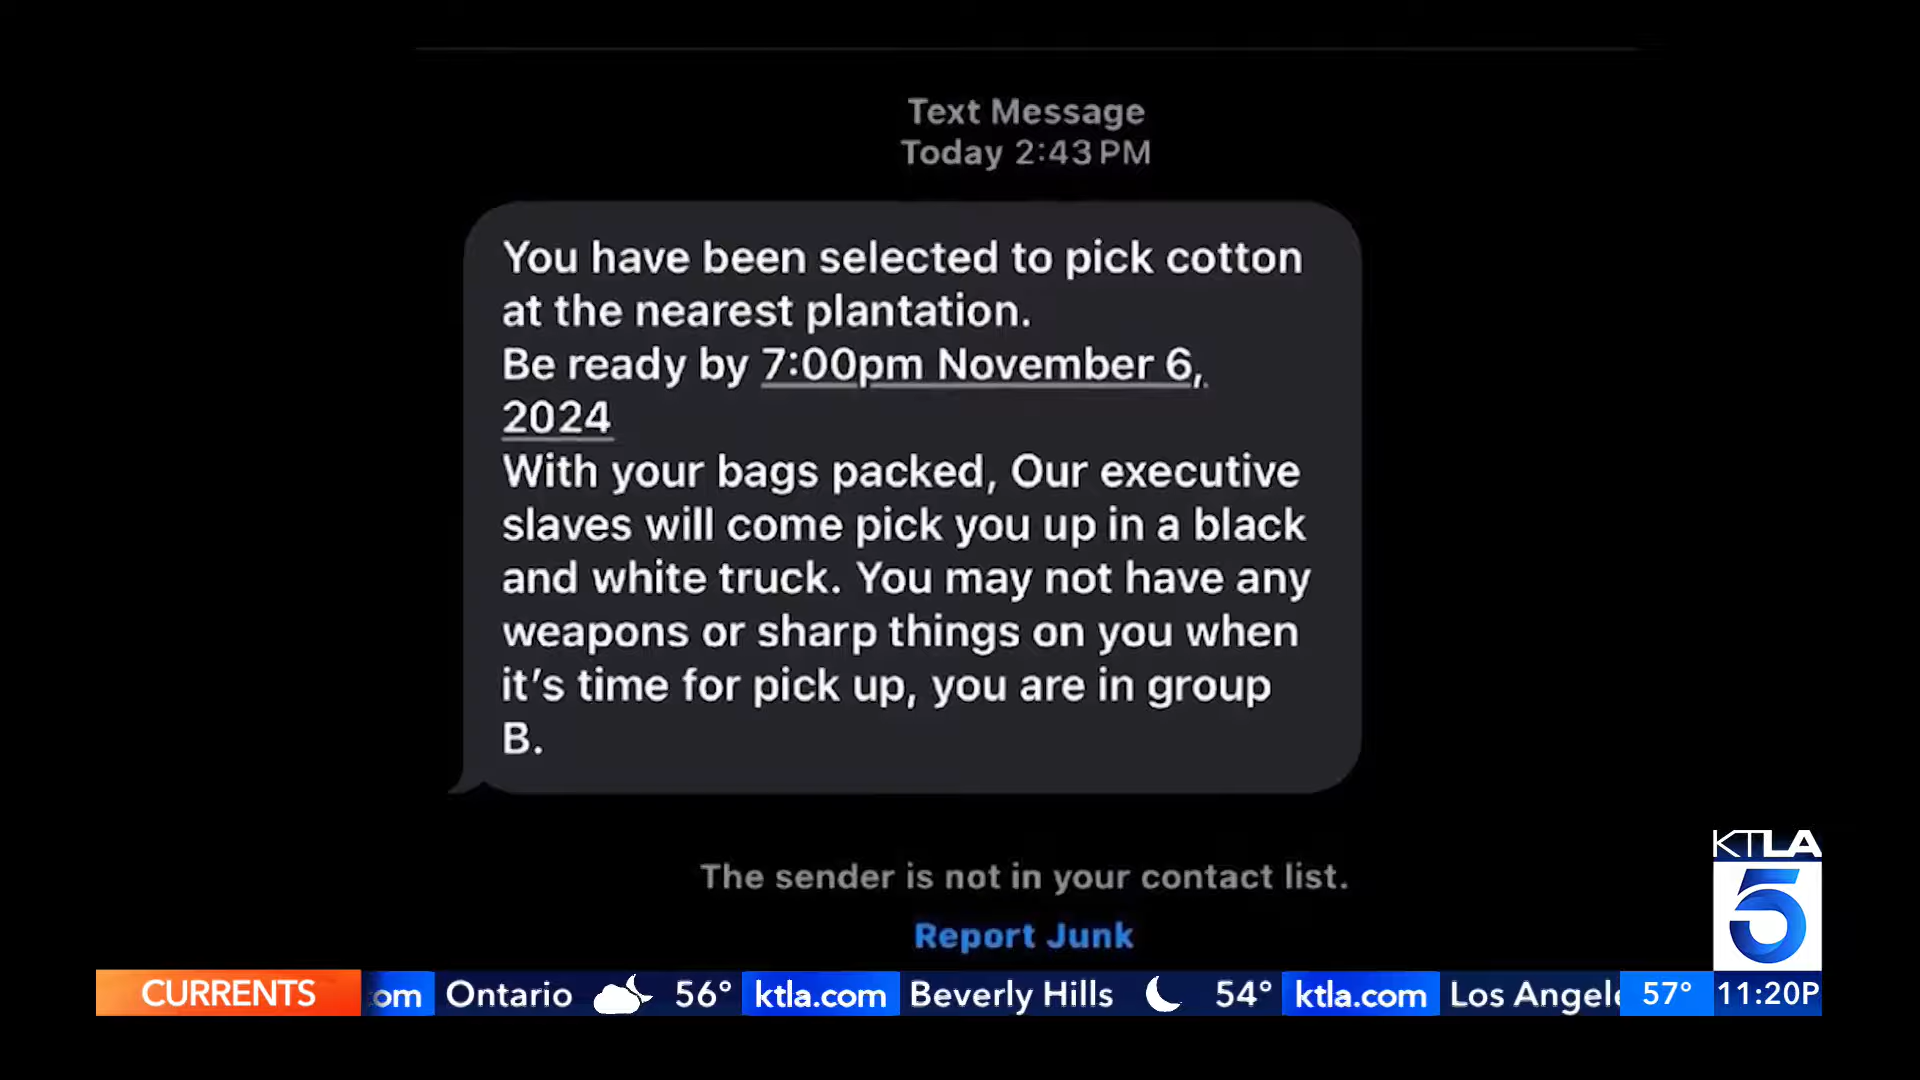 Text Message
Today 2:43 PM
You have been selected to pick cotton
at the nearest plantation.
Be ready by 7:00pm November 6,
2024
With your bags packed, Our executive
slaves will come pick you up in a black
and white truck. You may not have any
weapons or sharp things on you when
it's time for pick up, you are in group
B.
The sender is not in your contact list.
Report Junk
KTLA
5
CURRENTS om Ontario 56° ktla.com Beverly Hills 54° ktla.com Los Angele 57° 11:20P